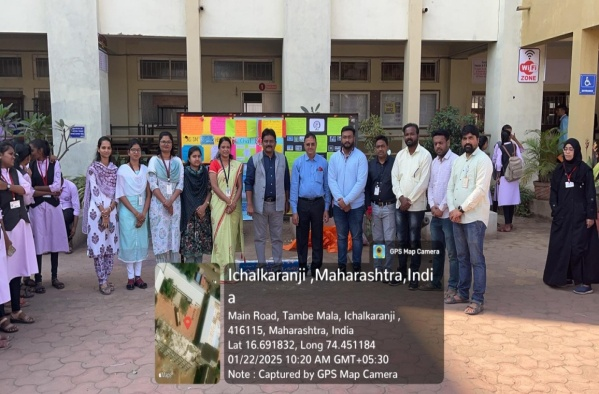 WiFi
ZONE
GPS Map Camera
Ichalkaranji ,Maharashtra,Indi
a
Main Road, Tambe Mala, Ichalkaranji ,
416115, Maharashtra, India
Lat 16.691832, Long 74.451184
01/22/2025 10:20 AM GMT+05:30
Note : Captured by GPS Map Camera